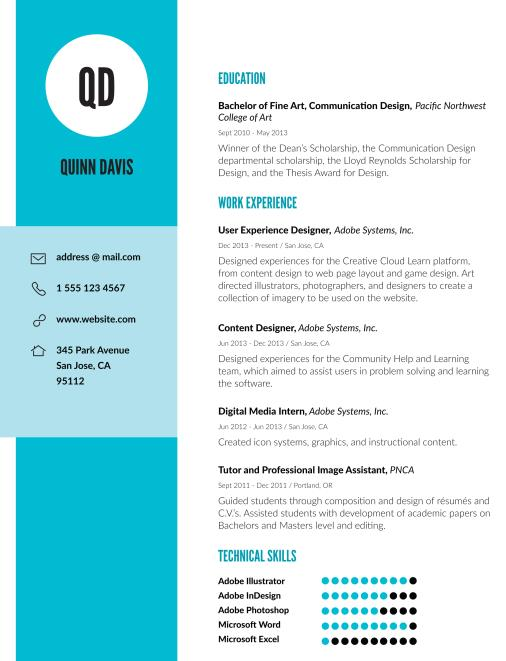 QD
QUINN DAVIS
address @ mail.com
1 555 123 4567
www.website.com
345 Park Avenue
San Jose, CA
95112
EDUCATION
Bachelor of Fine Art, Communication Design, Pacific Northwest
College of Art
Sept 2010 - May 2013
Winner of the Dean's Scholarship, the Communication Design
departmental scholarship, the Lloyd Reynolds Scholarship for
Design, and the Thesis Award for Design.
WORK EXPERIENCE
User Experience Designer, Adobe Systems, Inc.
Dec 2013 - Present / San Jose, CA
Designed experiences for the Creative Cloud Learn platform,
from content design to web page layout and game design. Art
directed illustrators, photographers, and designers to create a
collection of imagery to be used on the website.
Content Designer, Adobe Systems, Inc.
Jun 2013 - Dec 2013 / San Jose, CA
Designed experiences for the Community Help and Learning
team, which aimed to assist users in problem solving and learning
the software.
Digital Media Intern, Adobe Systems, Inc.
Jun 2012 - Jun 2013 / San Jose, CA
Created icon systems, graphics, and instructional content.
Tutor and Professional Image Assistant, PNCA
Sept 2011 - Dec 2011 / Portland, OR
Guided students through composition and design of résumés and
C.V.'s. Assisted students with development of academic papers on
Bachelors and Masters level and editing.
TECHNICAL SKILLS
Adobe Illustrator
Adobe InDesign
Adobe Photoshop
Microsoft Word
Microsoft Excel